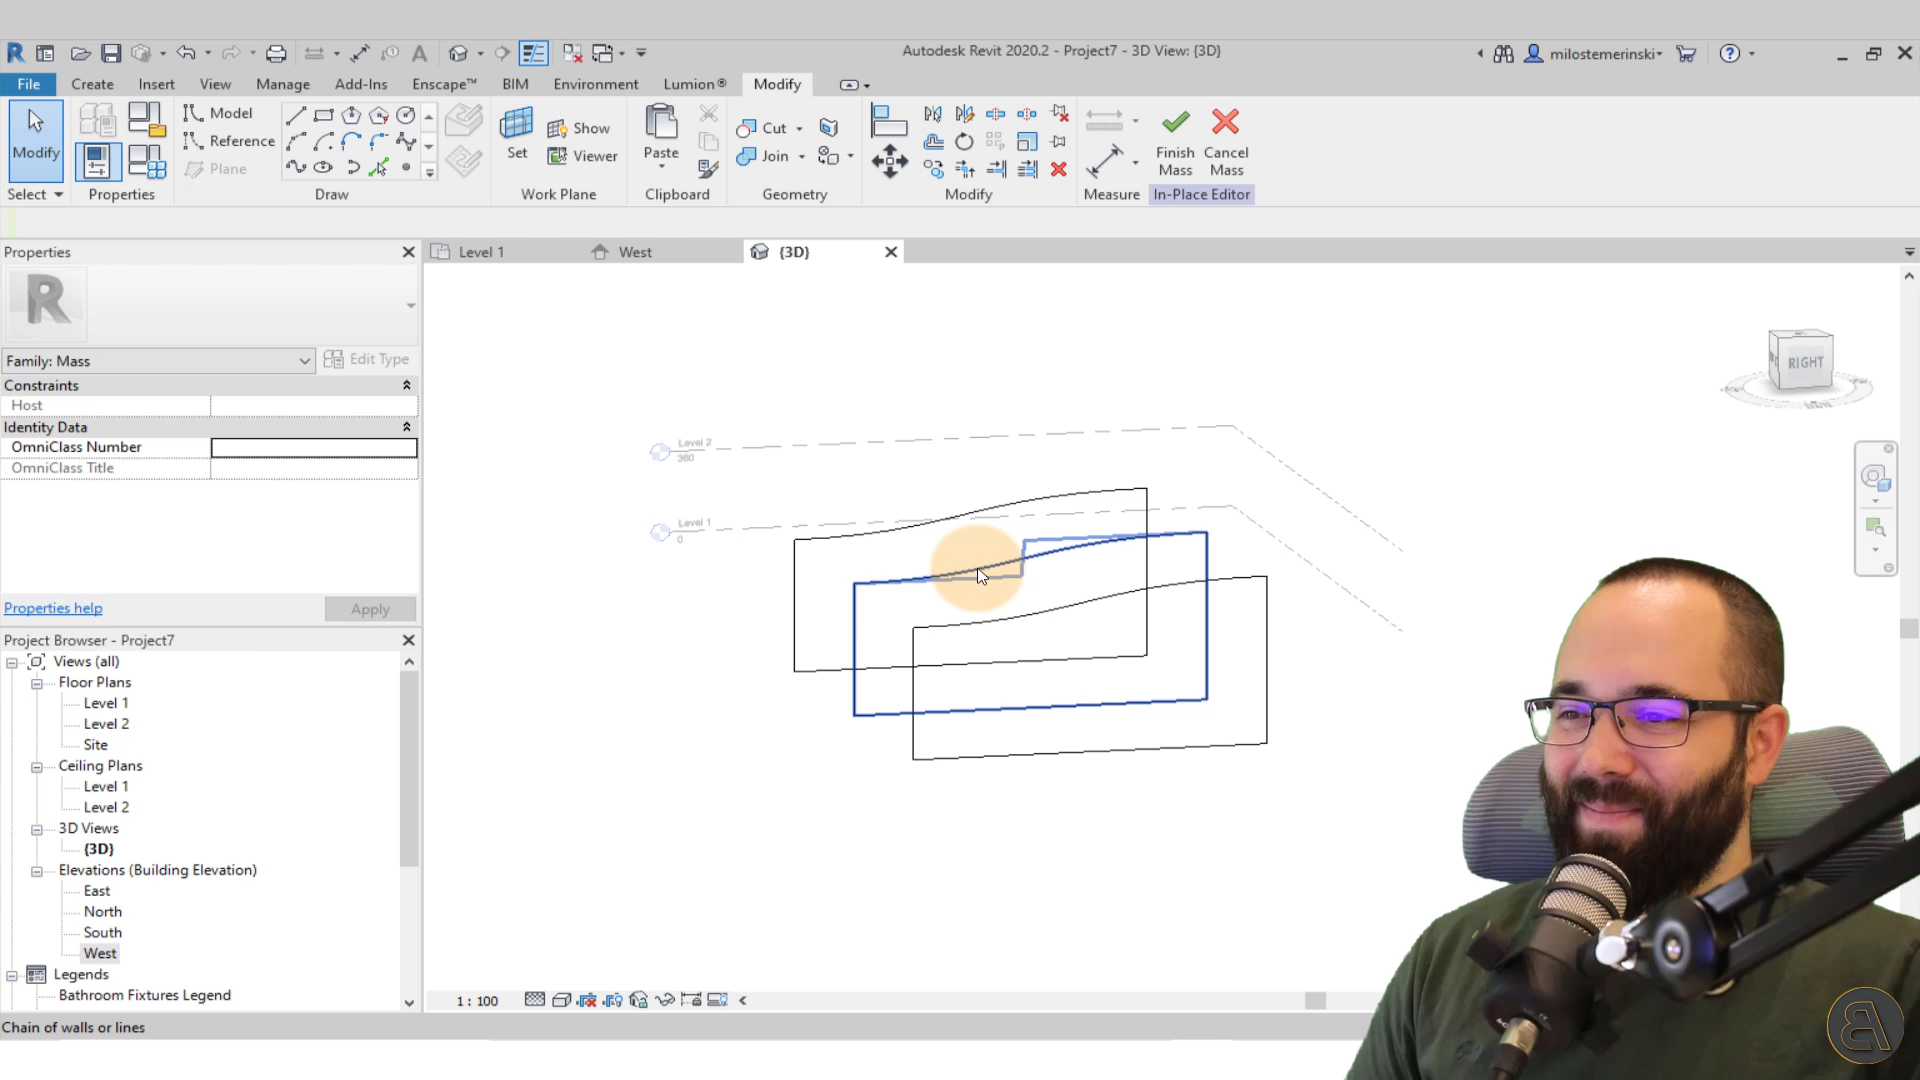 Autodesk Revit 2020.2 - Project7 - 3D View: {3D}
milostemerinski
File
Create
Insert
View
Manage
Add-Ins
Enscape™
BIM
Environment
Lumion®
Modify
Modify
Model
Reference
Plane
Set
Show
Viewer
Paste
Cut
Join
Finish Mass
Cancel Mass
Select
Properties
Draw
Work Plane
Clipboard
Geometry
Modify
Measure
In-Place Editor
Properties
Level 1
West
{3D}
R
Family: Mass
Edit Type
Constraints
Host
Identity Data
OmniClass Number
OmniClass Title
Properties help
Apply
Project Browser - Project7
Views (all)
Floor Plans
Level 1
Level 2
Site
Ceiling Plans
Level 1
Level 2
3D Views
{3D}
Elevations (Building Elevation)
East
North
South
West
Legends
Bathroom Fixtures Legend
RIGHT
Level 2
360
Level 1
0
1 : 100
Chain of walls or lines